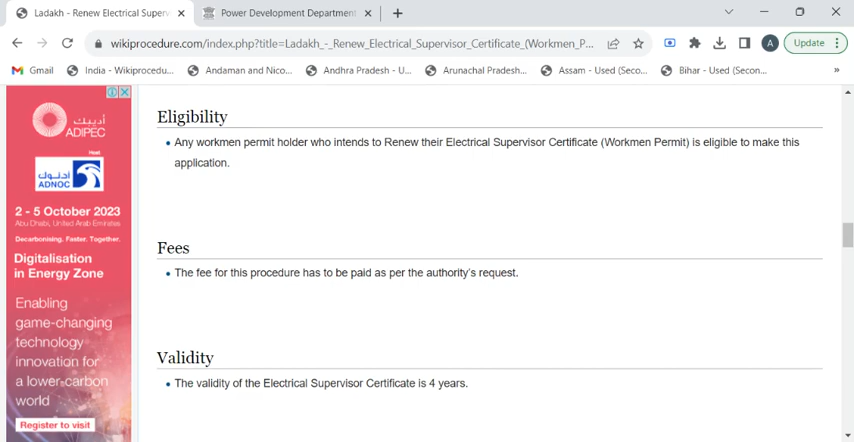 Ladakh - Renew Electrical Superv
Power Development Department
wikiprocedure.com/index.php?title=Ladakh_-_Renew_Electrical_Supervisor_Certificate_(Workmen_P...
A
Update
Gmail
India - Wikiprocedu...
Andaman and Nico...
Andhra Pradesh - U...
Arunachal Pradesh...
Assam - Used (Seco...
Bihar - Used (Secon...
»
أديبك
ADIPEC
Host
أدنوك
ADNOC
2 - 5 October 2023
Abu Dhabi, United Arab Emirates
Decarbonising. Faster. Together.
Digitalisation
in Energy Zone
Enabling
game-changing
technology
innovation for
a lower-carbon
world
Register to visit
Eligibility
• Any workmen permit holder who intends to Renew their Electrical Supervisor Certificate (Workmen Permit) is eligible to make this
application.
Fees
• The fee for this procedure has to be paid as per the authority's request.
Validity
• The validity of the Electrical Supervisor Certificate is 4 years.